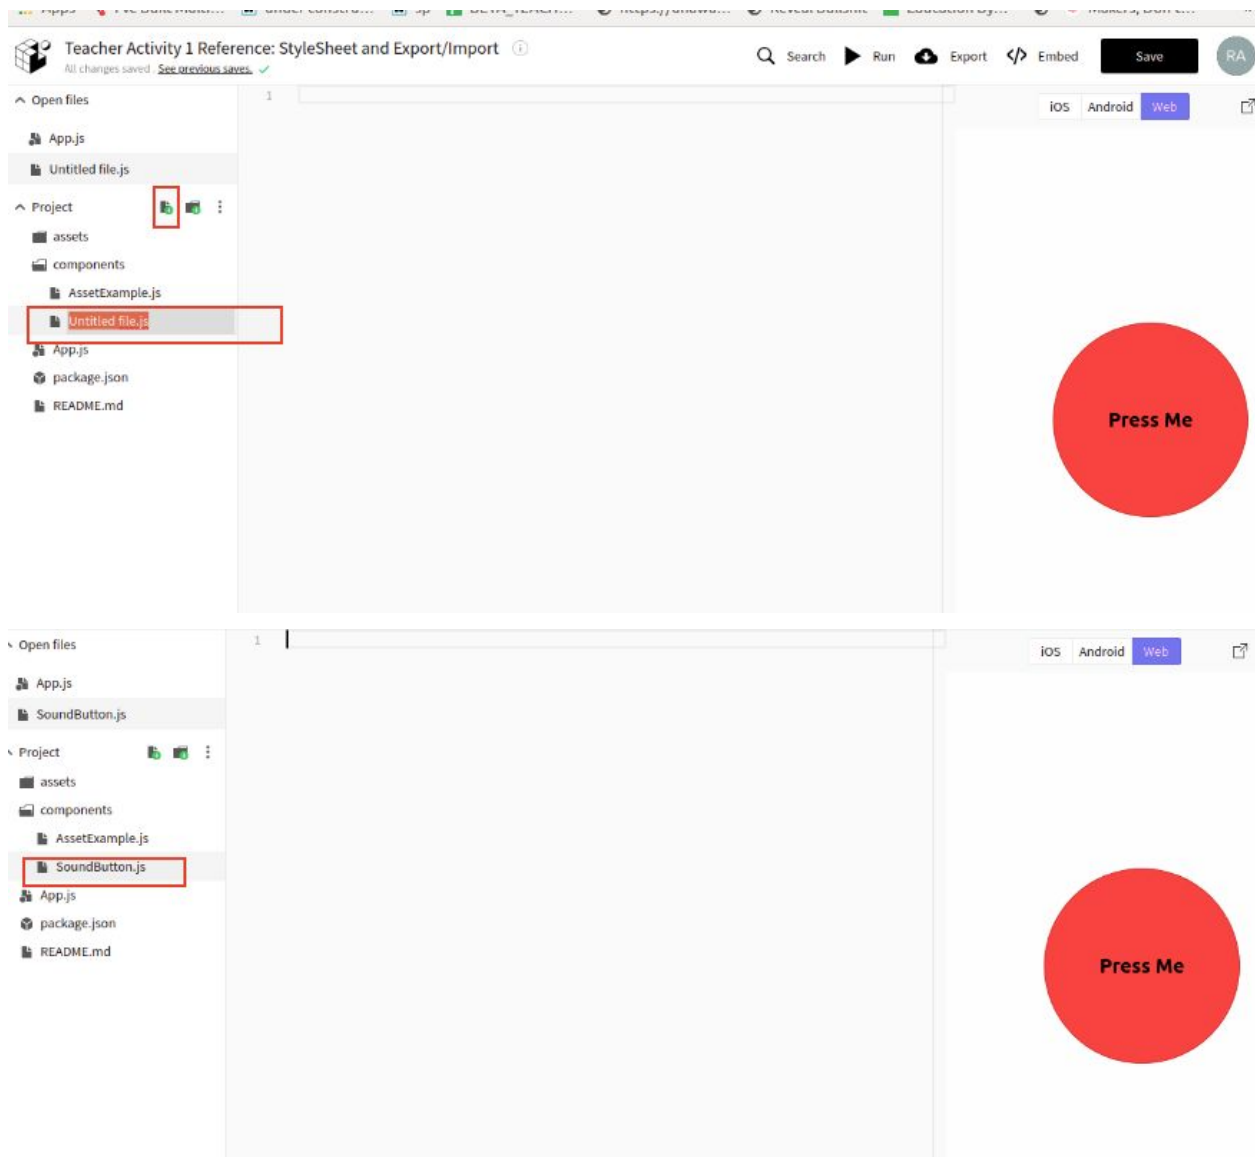 Apps
Teacher Activity 1 Reference: StyleSheet and Export/Import
All changes saved. See previous saves.
Search Run Export Embed Save RA
Open files
1
iOS Android Web
App.js
Untitled file.js
Project
assets
components
AssetExample.js
Untitled file.js
App.js
package.json
README.md
Press Me
Open files
1
iOS Android Web
App.js
SoundButton.js
Project
assets
components
AssetExample.js
SoundButton.js
App.js
package.json
README.md
Press Me